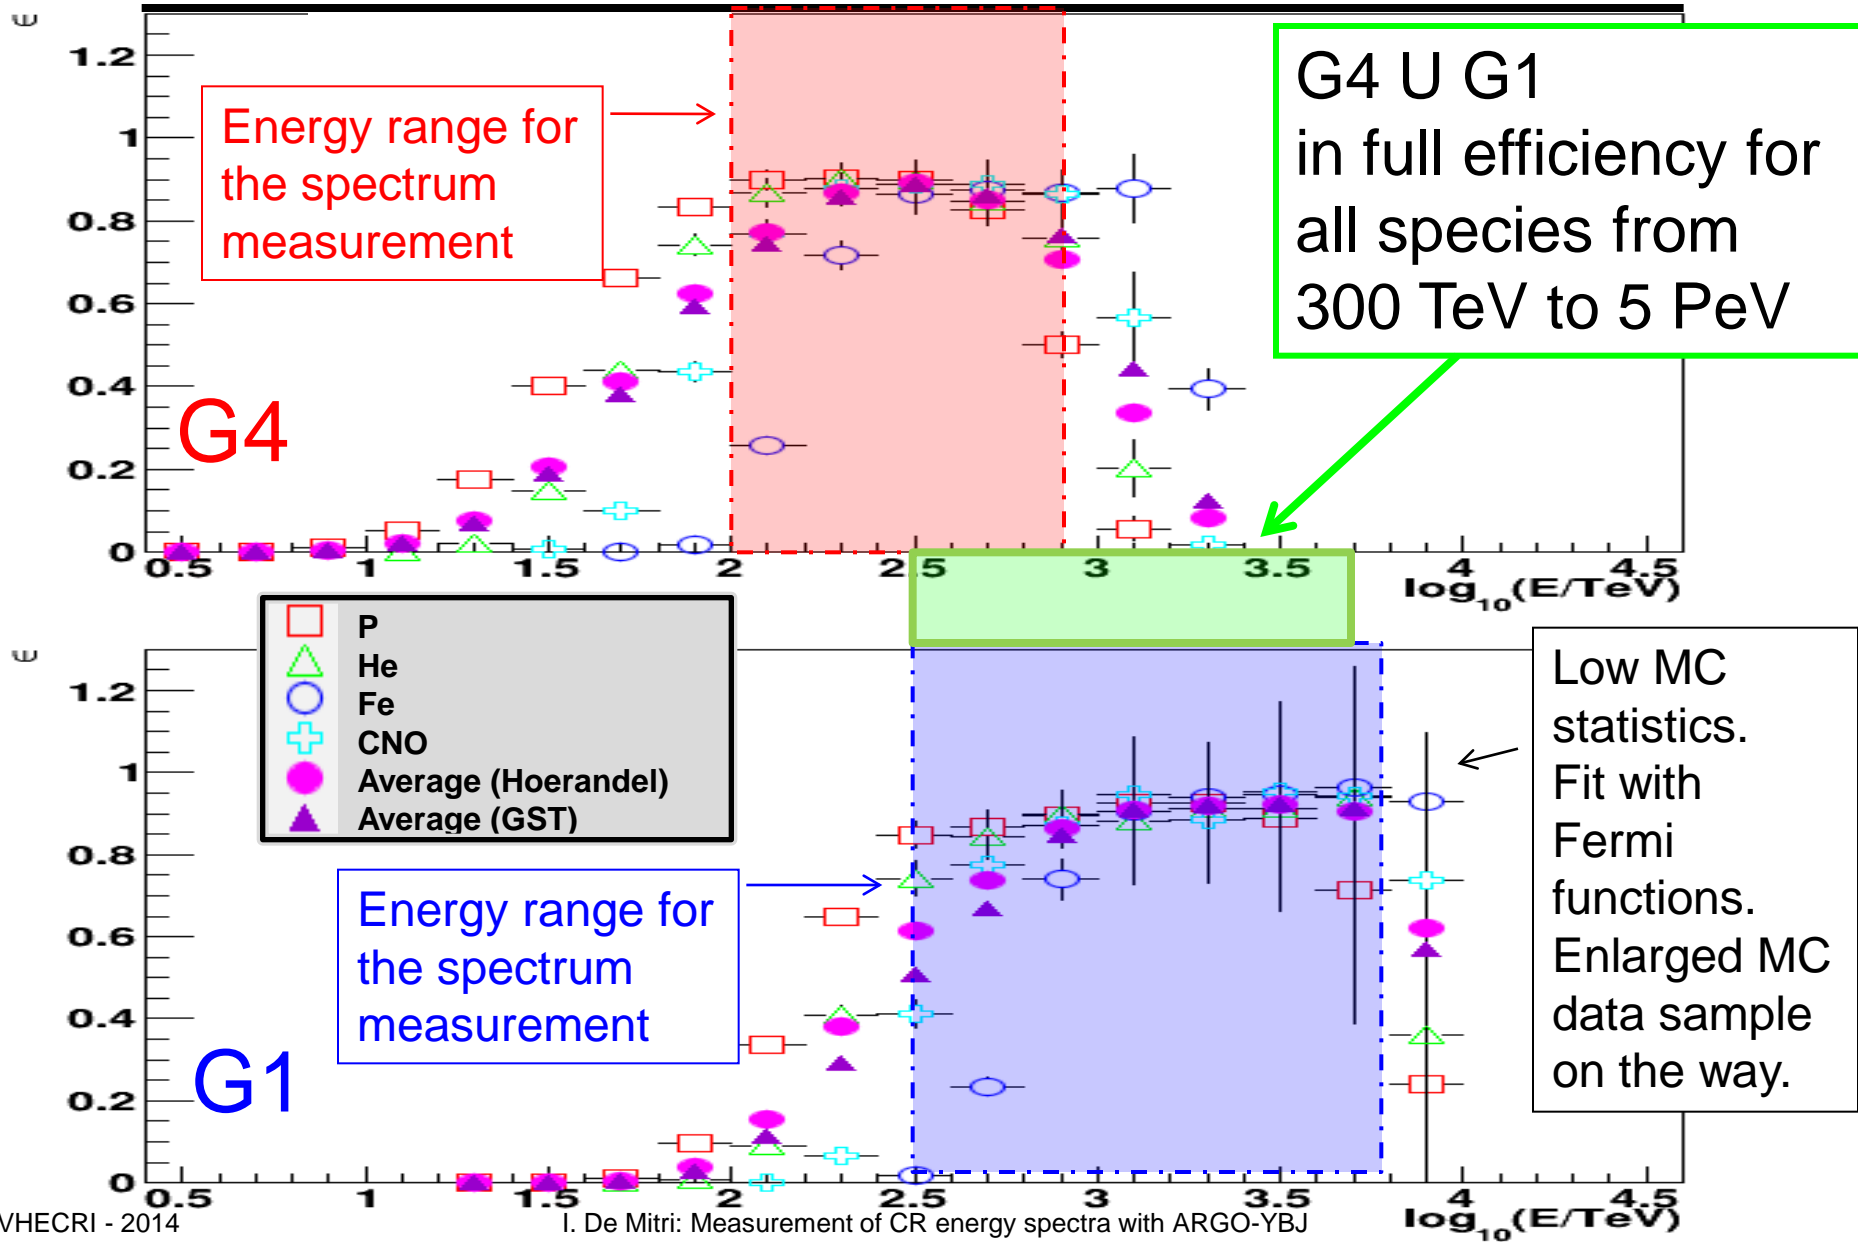 ε
1.2
1
0.8
0.6
0.4
0.2
0
Energy range for
the spectrum
measurement
G4 U G1
in full efficiency for
all species from
300 TeV to 5 PeV
G4
0.5 1 1.5 2 2.5 3 3.5 4 4.5
log10(E/TeV)
P
He
Fe
CNO
Average (Hoerandel)
Average (GST)
ε
1.2
1
0.8
0.6
0.4
0.2
0
Energy range for
the spectrum
measurement
G1
Low MC
statistics.
Fit with
Fermi
functions.
Enlarged MC
data sample
on the way.
0.5 1 1.5 2 2.5 3 3.5 4 4.5
log10(E/TeV)
VHECRI - 2014
I. De Mitri: Measurement of CR energy spectra with ARGO-YBJ